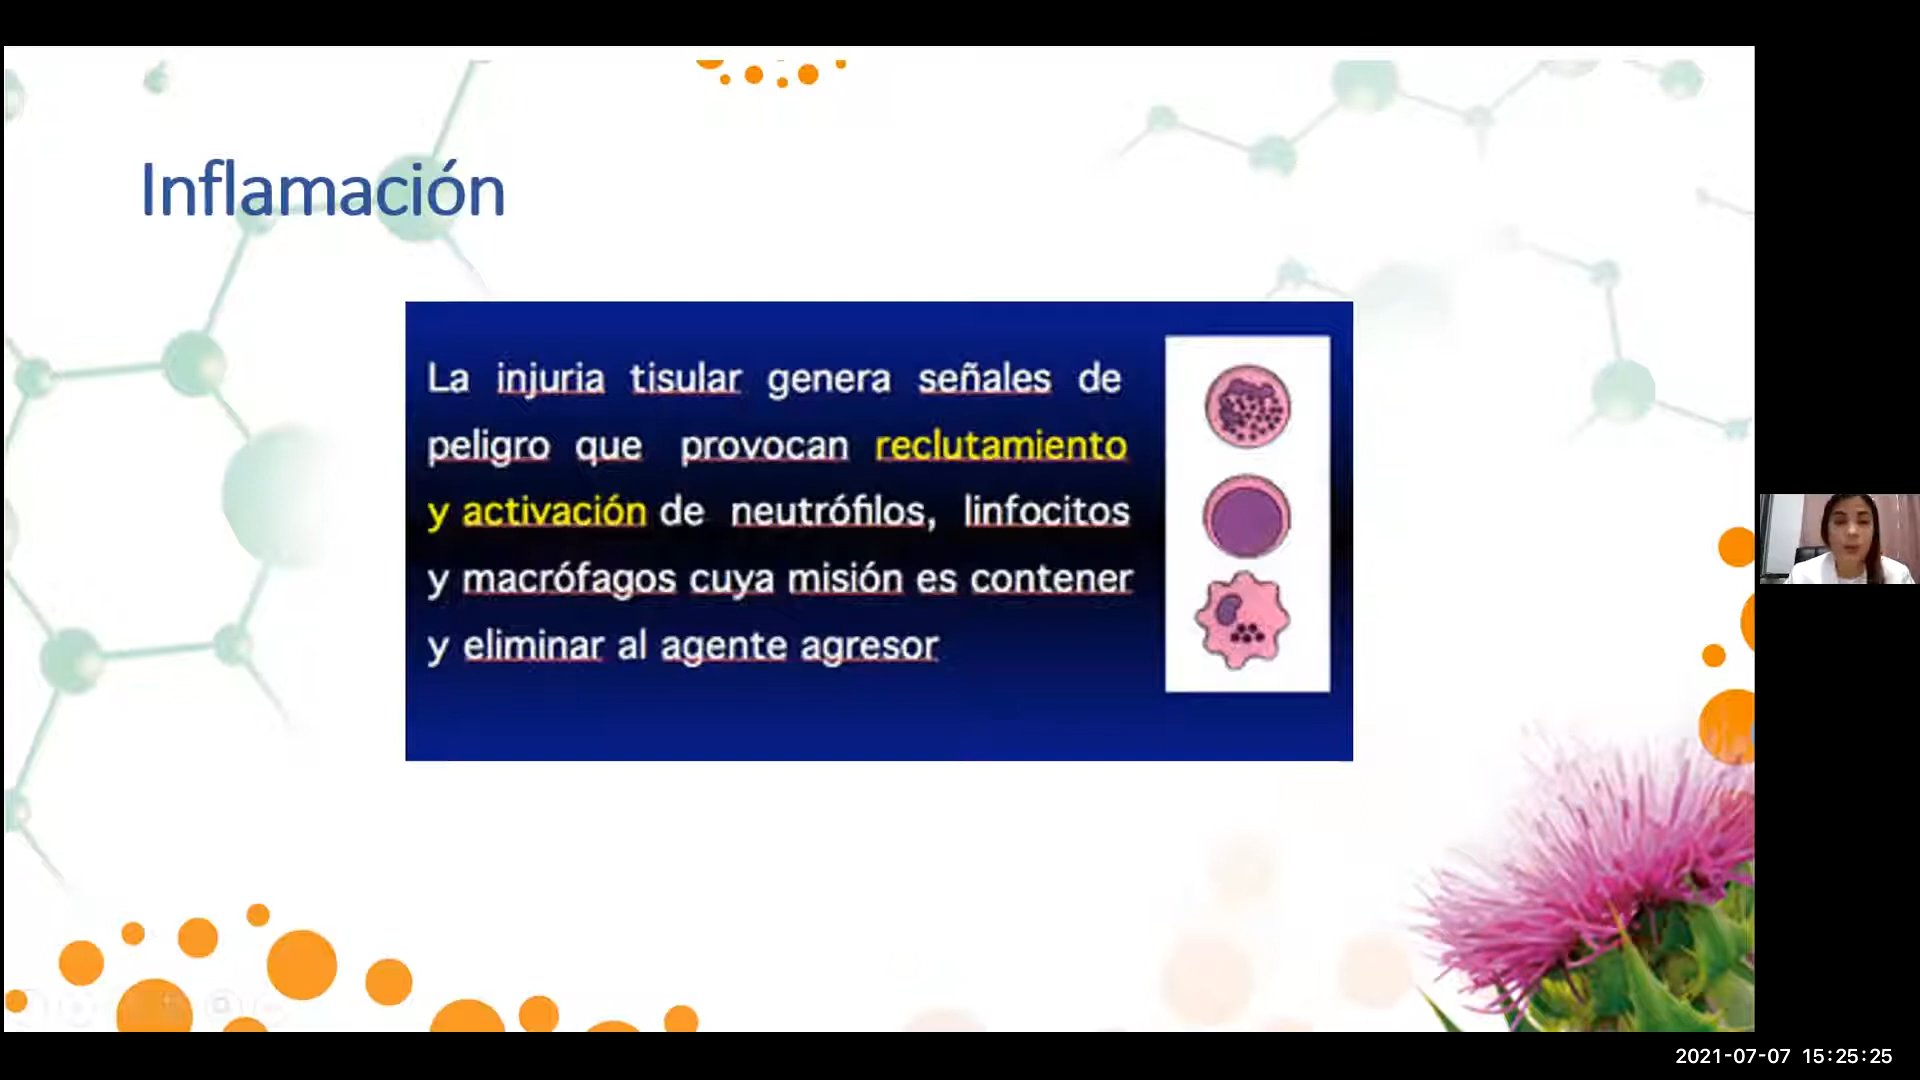 Inflamación
La injuria tisular genera señales de
peligro que provocan reclutamiento
y activación de neutrófilos, linfocitos
y macrófagos cuya misión es contener
y eliminar al agente agresor
2021-07-07 15:25:25